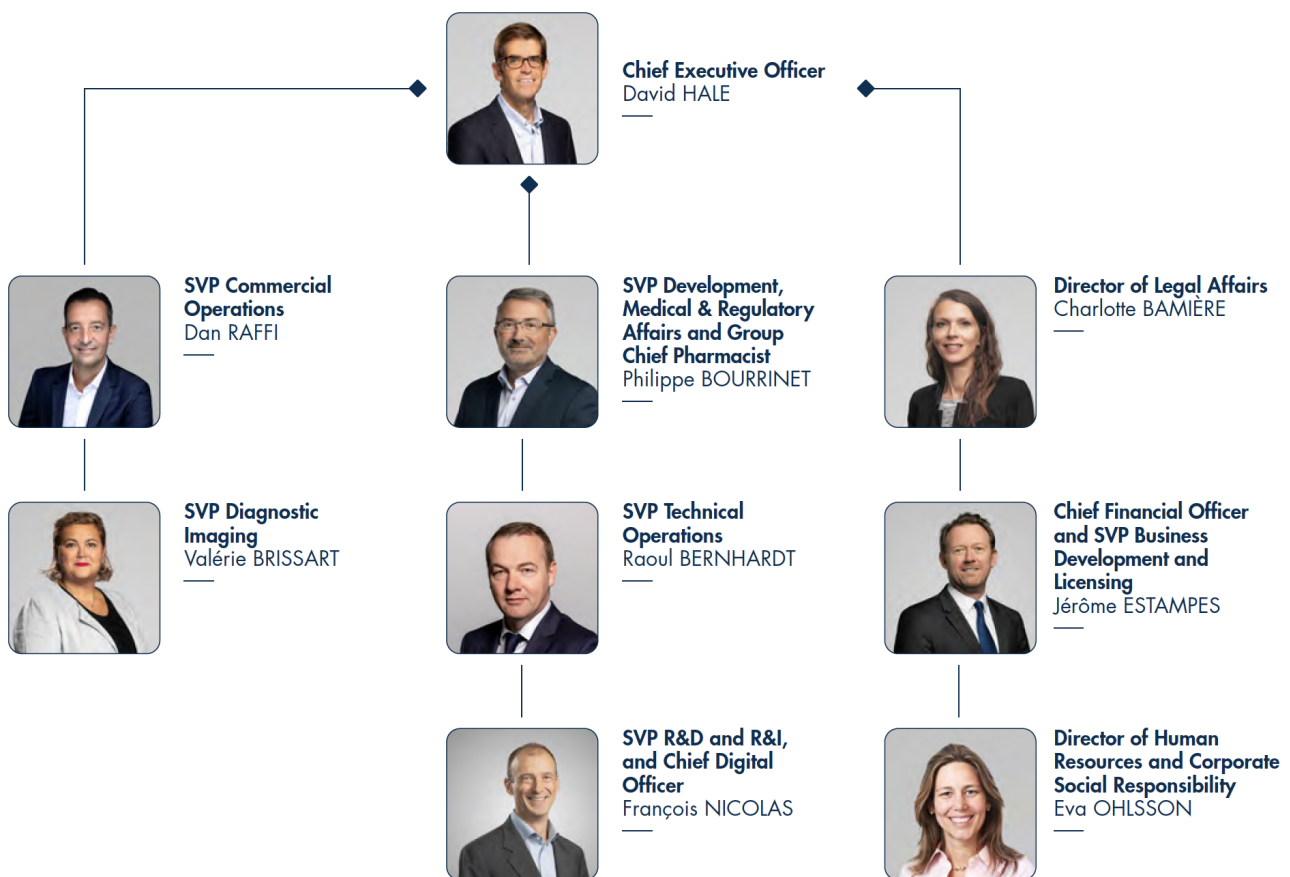 Chief Executive Officer
David HALE
SVP Commercial
Operations
Dan RAFFI
SVP Development,
Medical & Regulatory
Affairs and Group
Chief Pharmacist
Philippe BOURRINET
Director of Legal Affairs
Charlotte BAMIÈRE
SVP Diagnostic
Imaging
Valérie BRISSART
SVP Technical
Operations
Raoul BERNHARDT
Chief Financial Officer
and SVP Business
Development and
Licensing
Jérôme ESTAMPES
SVP R&D and R&I,
and Chief Digital
Officer
François NICOLAS
Director of Human
Resources and Corporate
Social Responsibility
Eva OHLSSON